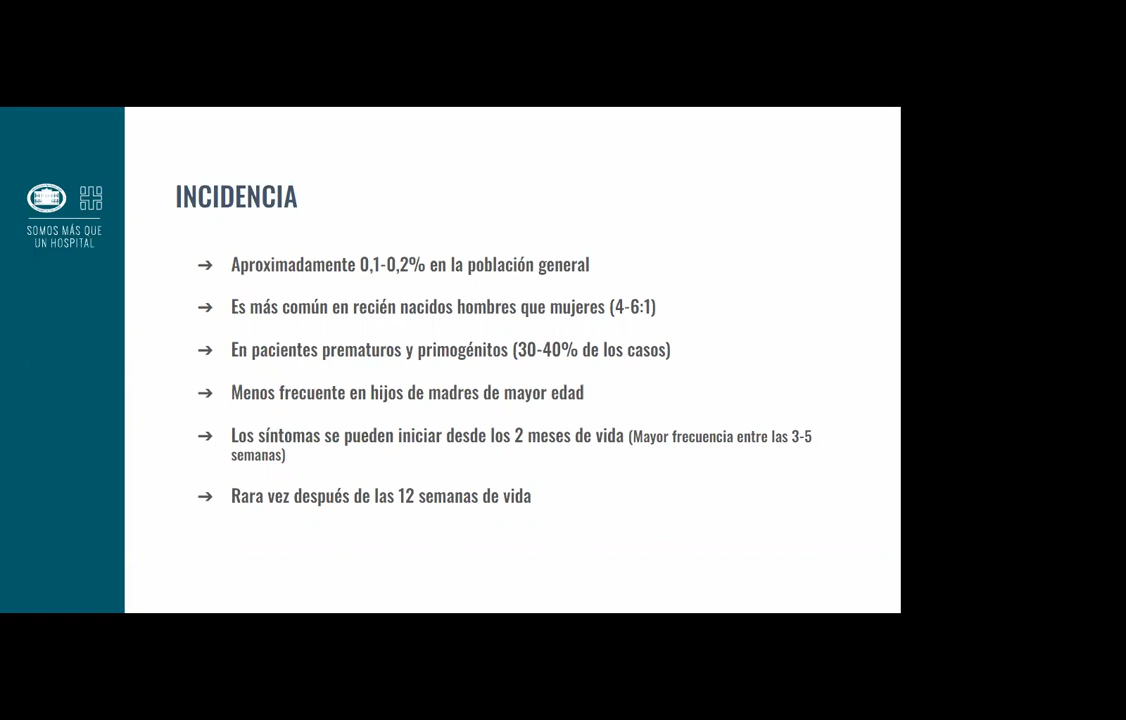 SOMOS MÁS QUE
UN HOSPITAL
INCIDENCIA
➔ Aproximadamente 0,1-0,2% en la población general
➔ Es más común en recién nacidos hombres que mujeres (4-6:1)
➔ En pacientes prematuros y primogénitos (30-40% de los casos)
➔ Menos frecuente en hijos de madres de mayor edad
➔ Los síntomas se pueden iniciar desde los 2 meses de vida (Mayor frecuencia entre las 3-5
semanas)
➔ Rara vez después de las 12 semanas de vida